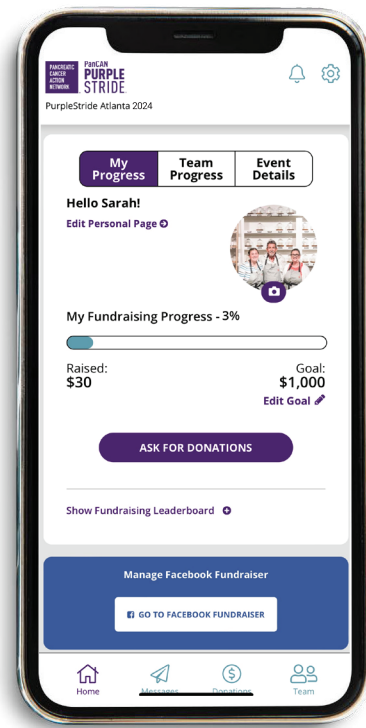 PANCREATIC
CANCER
ACTION
NETWORK
PanCAN
PURPLE
STRIDE
PurpleStride Atlanta 2024
My Progress
Team Progress
Event Details
Hello Sarah!
Edit Personal Page
My Fundraising Progress - 3%
Raised:
$30
Goal:
$1,000
Edit Goal
ASK FOR DONATIONS
Show Fundraising Leaderboard
Manage Facebook Fundraiser
GO TO FACEBOOK FUNDRAISER
Home
Messages
Donations
Team